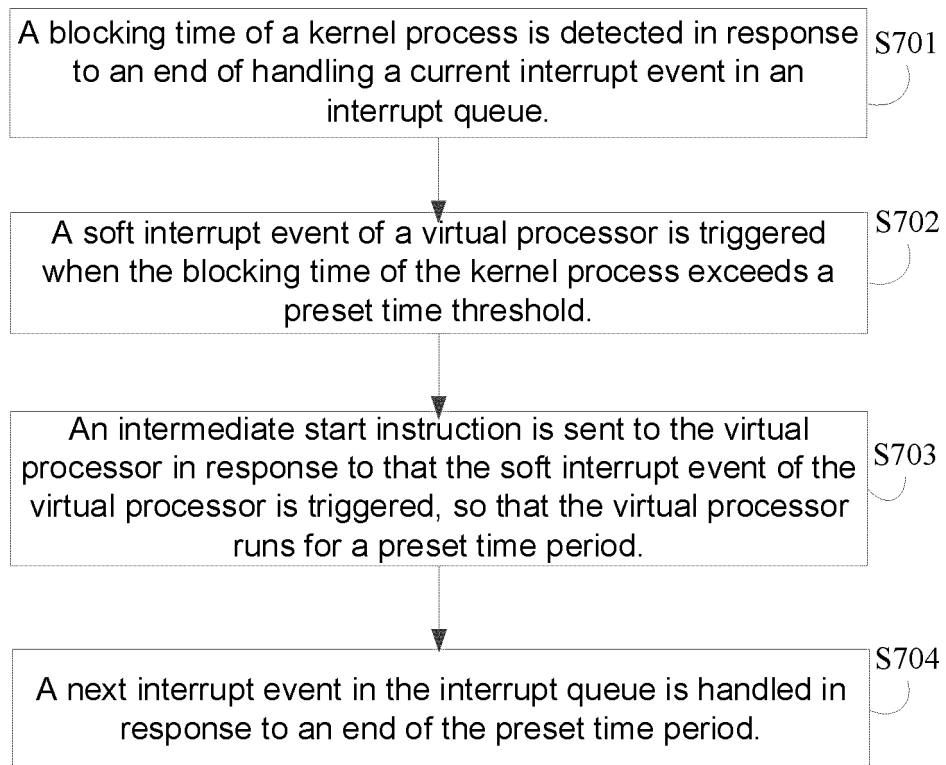 A blocking time of a kernel process is detected in response
to an end of handling a current interrupt event in an
interrupt queue.
S701
A soft interrupt event of a virtual processor is triggered
when the blocking time of the kernel process exceeds a
preset time threshold.
S702
An intermediate start instruction is sent to the virtual
processor in response to that the soft interrupt event of the
virtual processor is triggered, so that the virtual processor
runs for a preset time period.
S703
A next interrupt event in the interrupt queue is handled in
response to an end of the preset time period.
S704